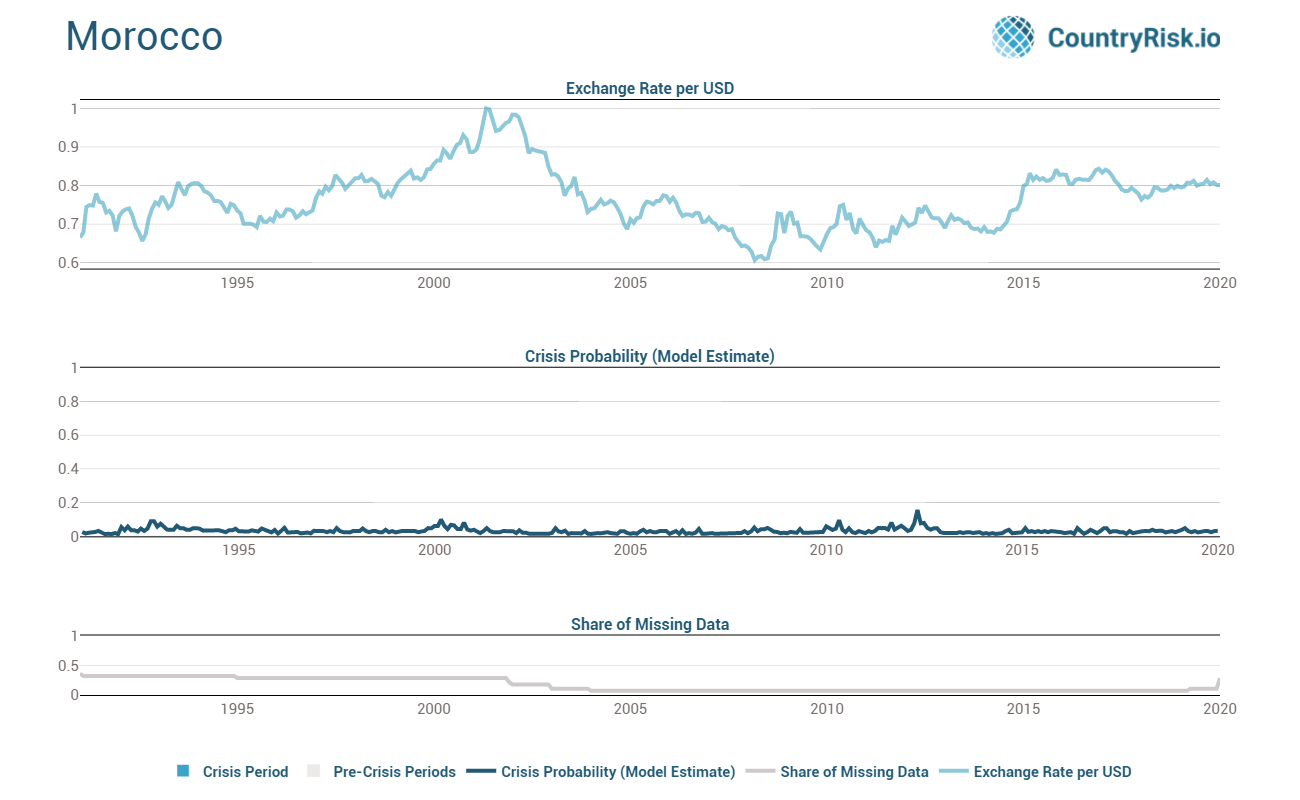 Morocco
CountryRisk.io
Exchange Rate per USD
1
0.9
0.8
0.7
0.6
1995 2000 2005 2010 2015 2020
Crisis Probability (Model Estimate)
1
0.8
0.6
0.4
0.2
0
1995 2000 2005 2010 2015 2020
Share of Missing Data
1
0.5
0
1995 2000 2005 2010 2015 2020
Crisis Period Pre-Crisis Periods Crisis Probability (Model Estimate) Share of Missing Data Exchange Rate per USD